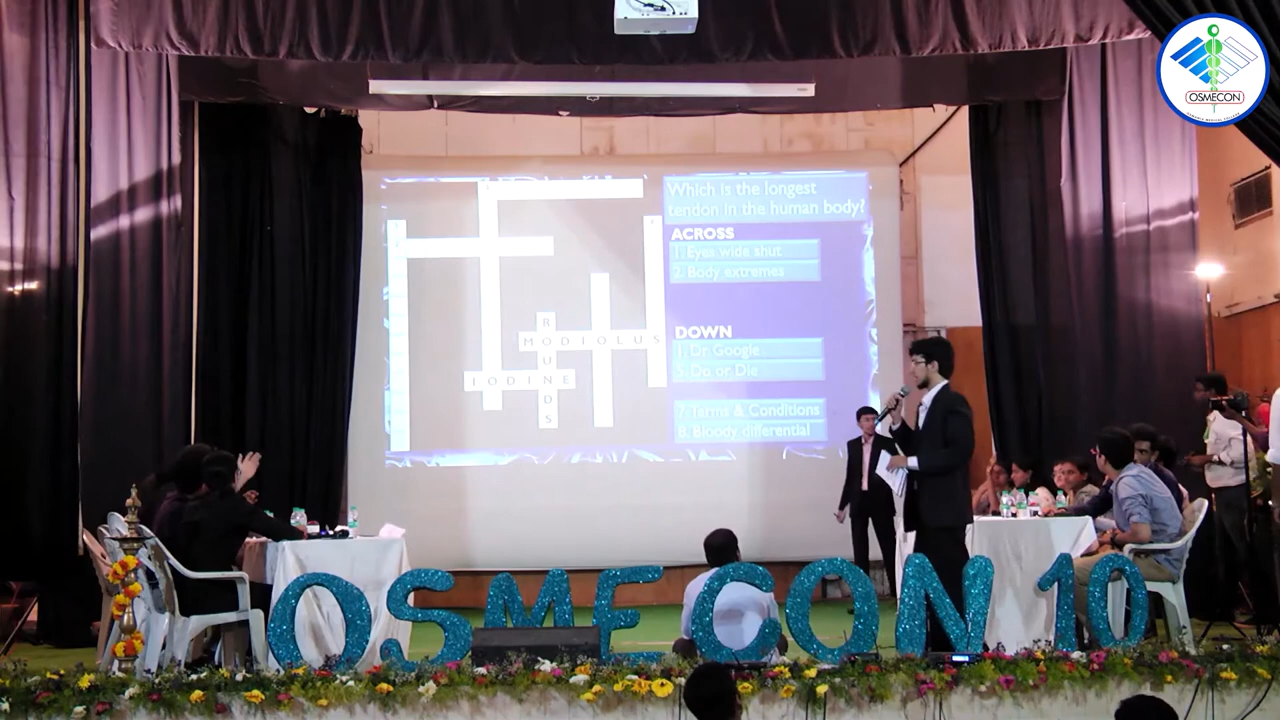 OSMECON
Which is the longest
tendon in the human body?
ACROSS
1. Eyes wide shut
2. Body extremes
DOWN
1. Dr. Google
5. Do or Die
7. Terms & Conditions
8. Bloody differential
ROUNDS
MODIOLUS
IODINE
OSMECON 10